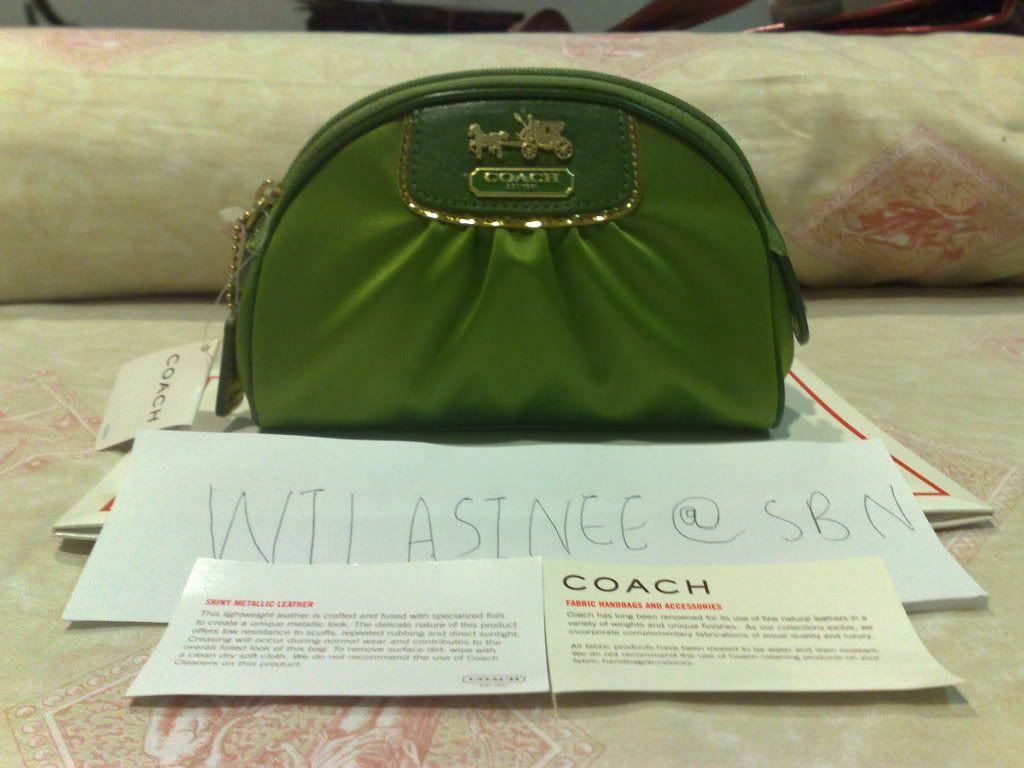 COACH
EST. 1941
COACH
WILASINEE @ SBN
SHINY METALLIC LEATHER
This lightweight leather is crafted and fused with specialized foils
to create a unique metallic look. The delicate nature of this product
offers low resistance to scuffs, repeated rubbing and direct sunlight.
Creasing will occur during normal wear and contributes to the
overall foiled look of this bag. To remove surface dirt, wipe with
a clean dry soft cloth. We do not recommend the use of Coach
Cleaners on this product.
COACH
EST. 1941
COACH
FABRIC HANDBAGS AND ACCESSORIES
Coach has long been renowned for its use of fine natural leathers in a
variety of weights and unique finishes. As our collections evolve, we
incorporate complementary fabrications of equal quality and luxury.
All fabric products have been treated to be water and stain resistant.
We do not recommend the use of Coach cleaning products on your
fabric handbag/accessory.